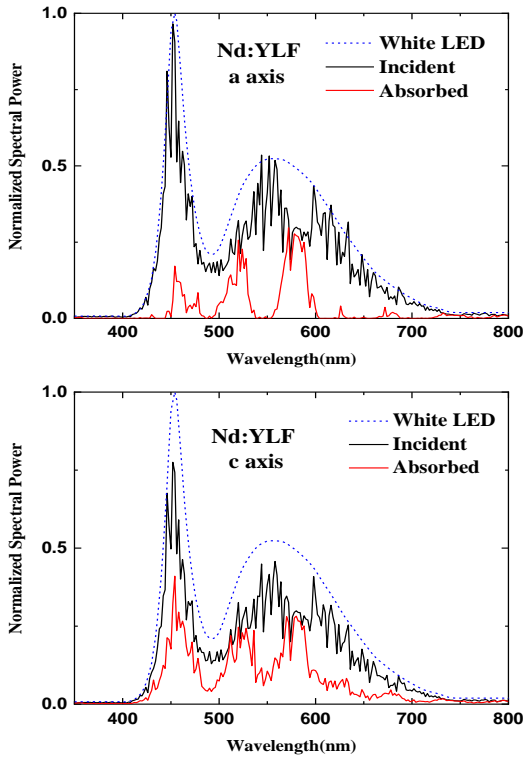 1.0
0.5
0.0
Normalized Spectral Power
Nd:YLF
a axis
White LED
Incident
Absorbed
400 500 600 700 800
Wavelength(nm)
1.0
0.5
0.0
Normalized Spectral Power
Nd:YLF
c axis
White LED
Incident
Absorbed
400 500 600 700 800
Wavelength(nm)